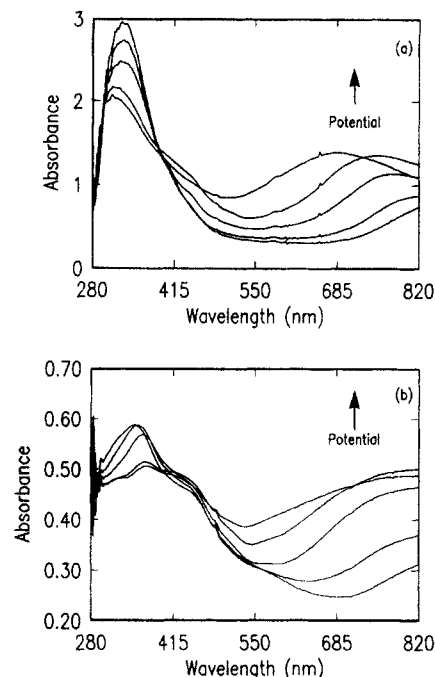 3
(a)
2
Absorbance
Potential
1
0
280 415 550 685 820
Wavelength (nm)
0.70
(b)
0.60
Potential
0.50
Absorbance
0.40
0.30
0.20
280 415 550 685 820
Wavelength (nm)